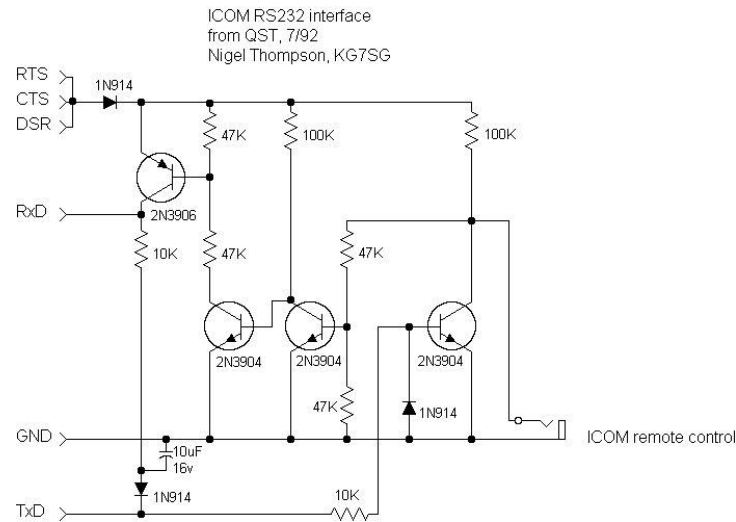 ICOM RS232 interface
from QST, 7/92
Nigel Thompson, KG7SG
RTS
1N914
CTS
DSR
47K
100K
100K
RxD
2N3906
10K
47K
47K
2N3904
2N3904
2N3904
47K
1N914
GND
ICOM remote control
10uF
16v
1N914
10K
TxD